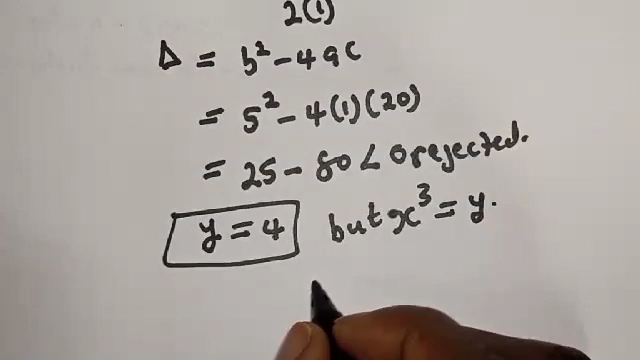 2(1)
Δ = b² - 4ac
= 5² - 4(1)(20)
= 25 - 80 < 0 rejected.
y = 4 but x³ = y.